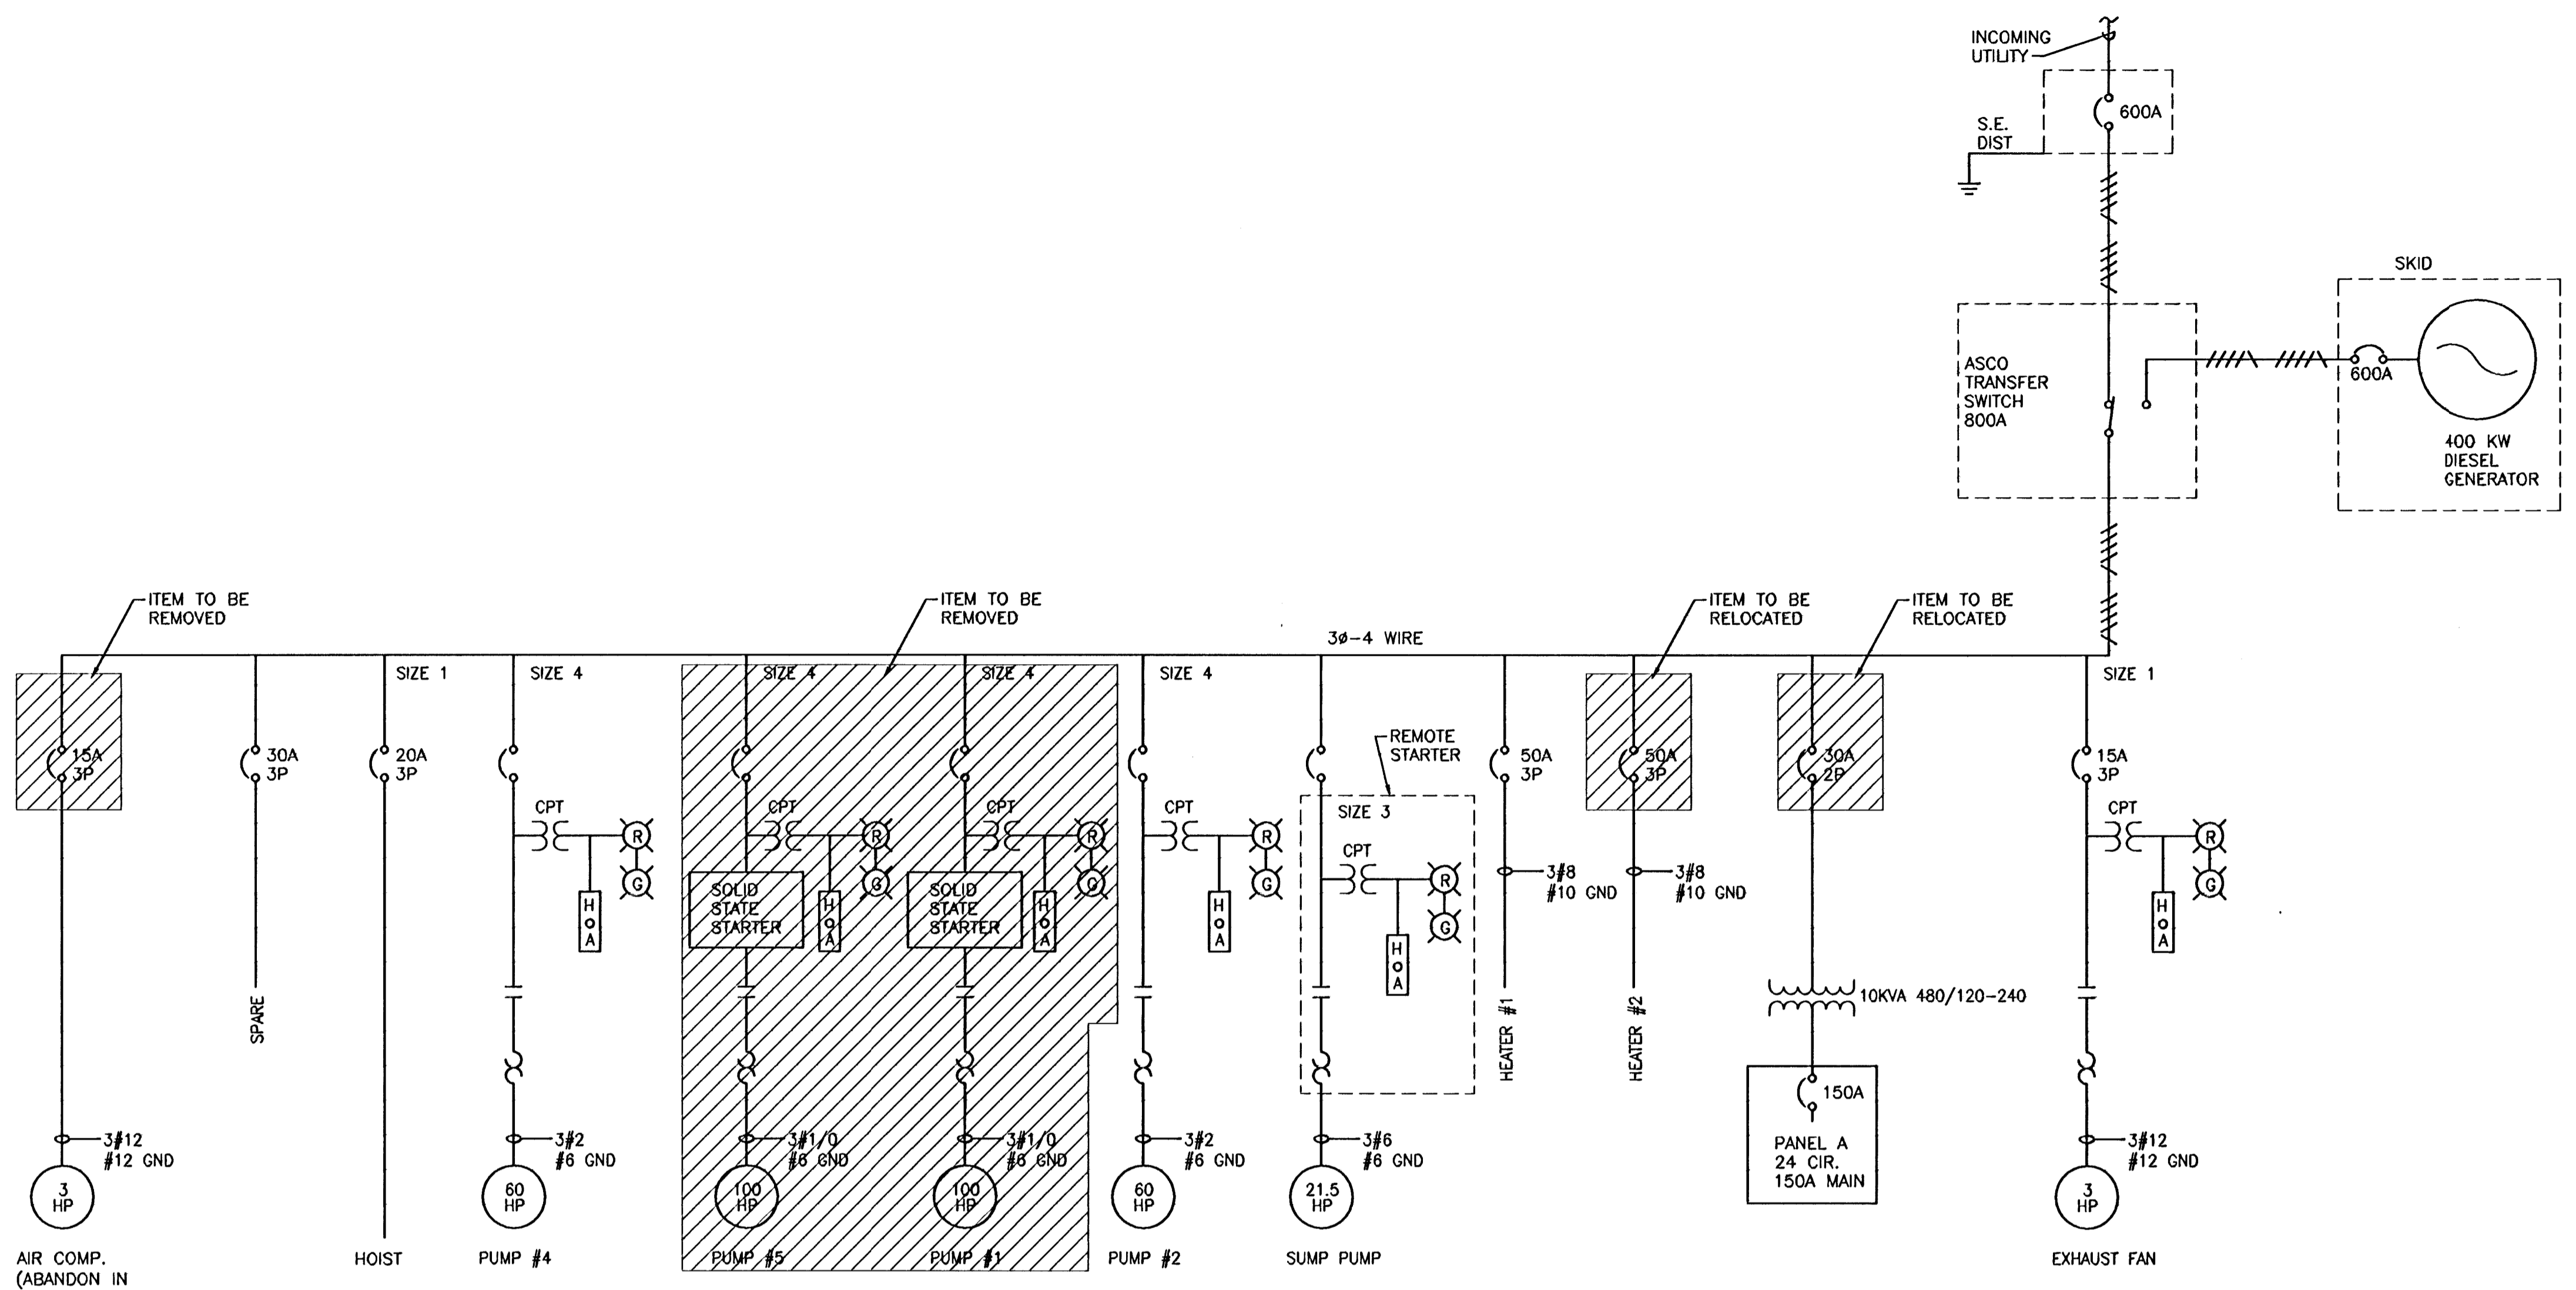 INCOMING
UTILITY
600A
S.E.
DIST
SKID
ASCO
TRANSFER
SWITCH
800A
600A
400 KW
DIESEL
GENERATOR
ITEM TO BE
REMOVED
ITEM TO BE
REMOVED
ITEM TO BE
RELOCATED
ITEM TO BE
RELOCATED
3ø-4 WIRE
SIZE 1
SIZE 4
SIZE 4
SIZE 4
SIZE 4
SIZE 1
REMOTE
STARTER
15A
3P
30A
3P
20A
3P
50A
3P
50A
3P
30A
2P
15A
3P
CPT
R
G
H
O
A
CPT
R
G
H
O
A
SOLID
STATE
STARTER
CPT
R
G
H
O
A
SOLID
STATE
STARTER
CPT
R
G
H
O
A
SIZE 3
CPT
R
G
H
O
A
3#8
#10 GND
3#8
#10 GND
CPT
R
G
H
O
A
SPARE
HEATER #1
HEATER #2
10KVA 480/120-240
150A
PANEL A
24 CIR.
150A MAIN
3#12
#12 GND
3#2
#6 GND
3#1/0
#6 GND
3#1/0
#6 GND
3#2
#6 GND
3#6
#6 GND
3#12
#12 GND
3
HP
60
HP
100
HP
100
HP
60
HP
21.5
HP
3
HP
AIR COMP.
(ABANDON IN
HOIST
PUMP #4
PUMP #5
PUMP #1
PUMP #2
SUMP PUMP
EXHAUST FAN